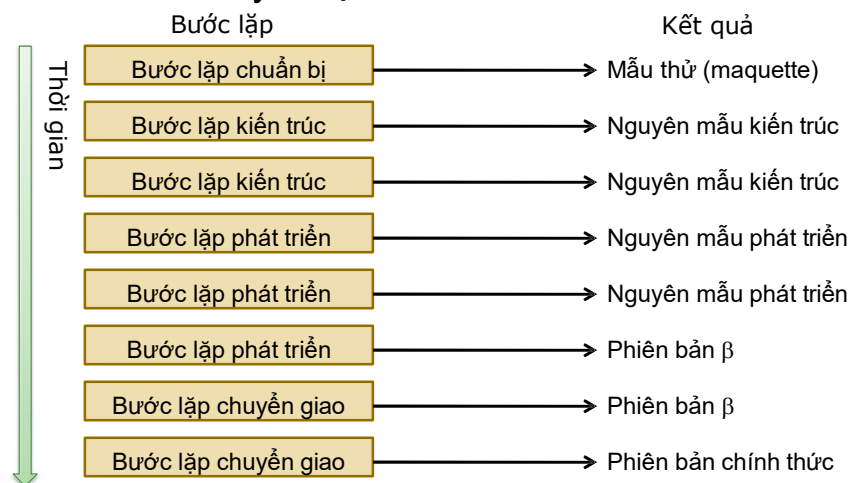 Bước lặp
Kết quả
Thời gian
Bước lặp chuẩn bị
Mẫu thử (maquette)
Bước lặp kiến trúc
Nguyên mẫu kiến trúc
Bước lặp kiến trúc
Nguyên mẫu kiến trúc
Bước lặp phát triển
Nguyên mẫu phát triển
Bước lặp phát triển
Nguyên mẫu phát triển
Bước lặp phát triển
Phiên bản β
Bước lặp chuyển giao
Phiên bản β
Bước lặp chuyển giao
Phiên bản chính thức